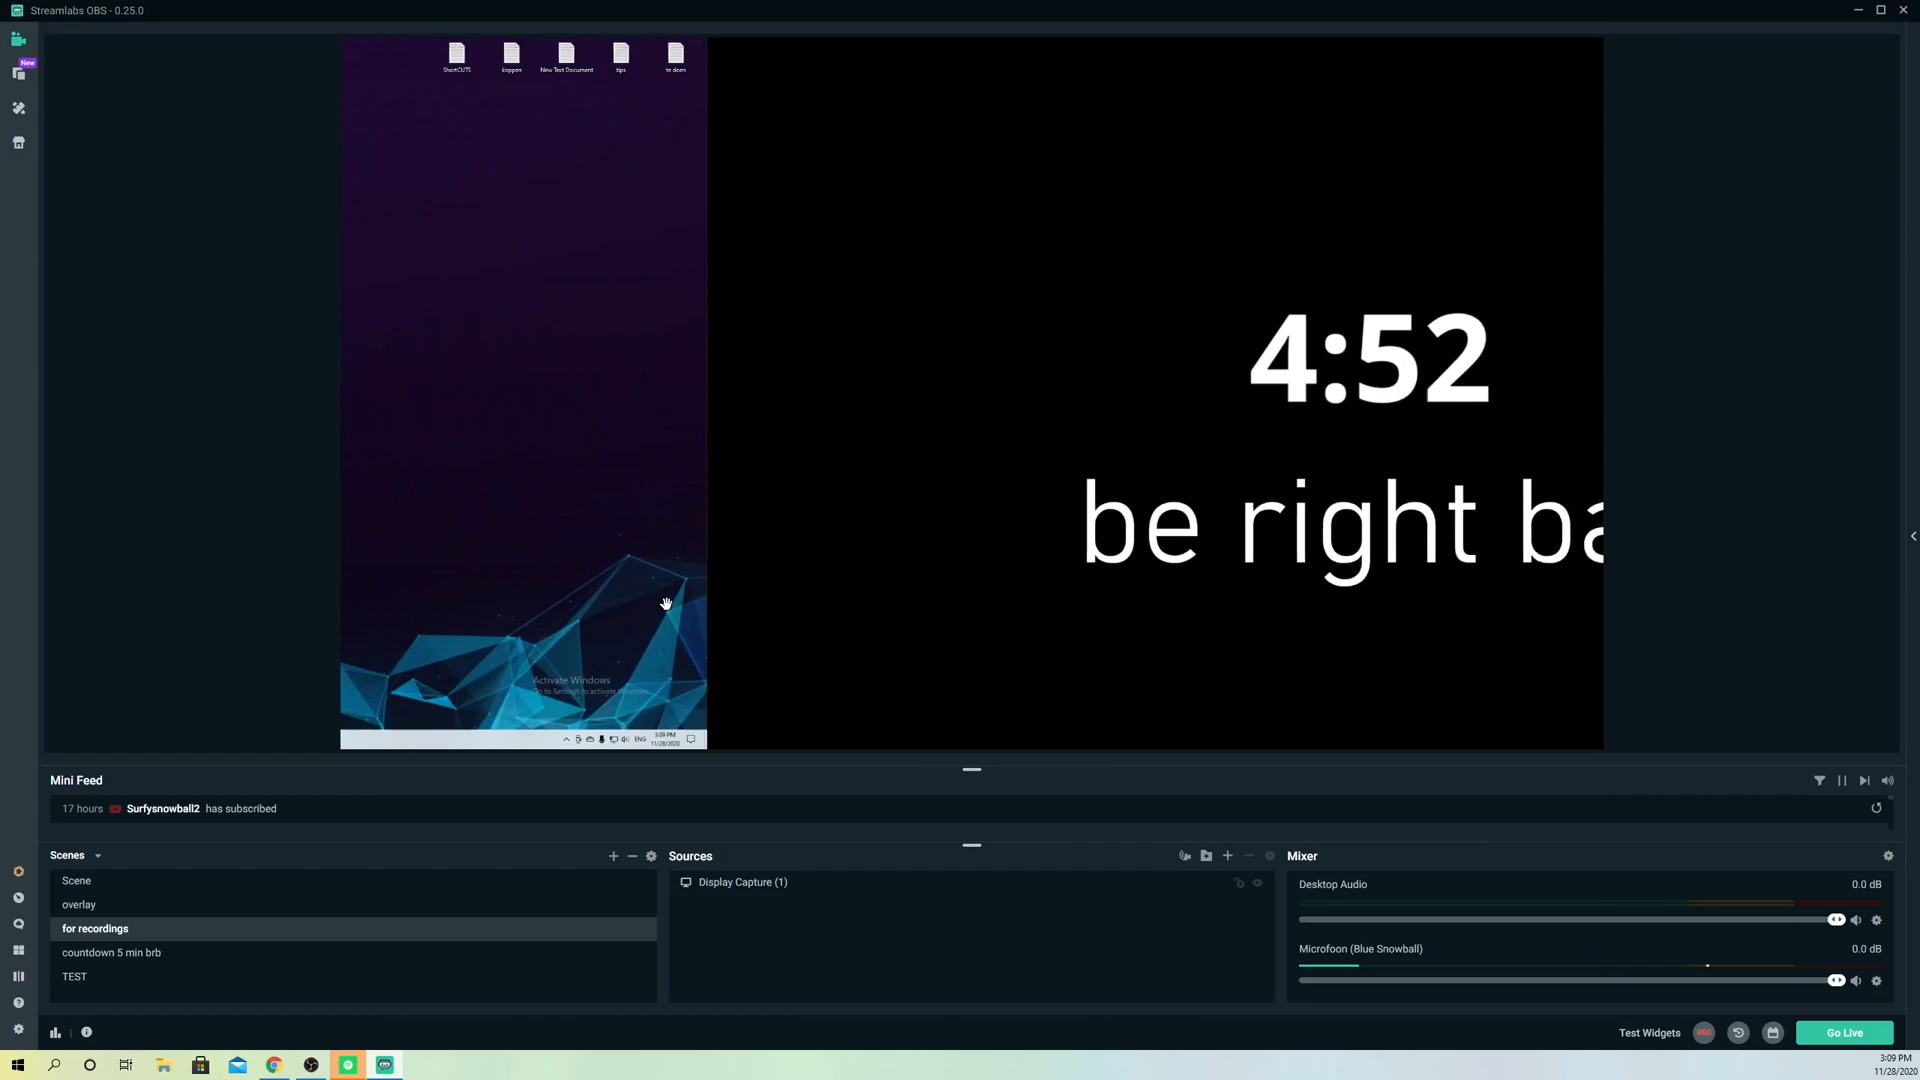 Streamlabs OBS - 0.25.0
New
ShortCUTS
koppen
New Text Document
tips
te doen
4:52
be right ba
Activate Windows
Go to Settings to activate Windows.
ENG
3:09 PM
11/28/2020
Mini Feed
17 hours Surfysnowball2 has subscribed
Scenes
Scene
overlay
for recordings
countdown 5 min brb
TEST
Sources
Display Capture (1)
Mixer
Desktop Audio 0.0 dB
Microfoon (Blue Snowball) 0.0 dB
Test Widgets
REC
Go Live
3:09 PM
11/28/2020